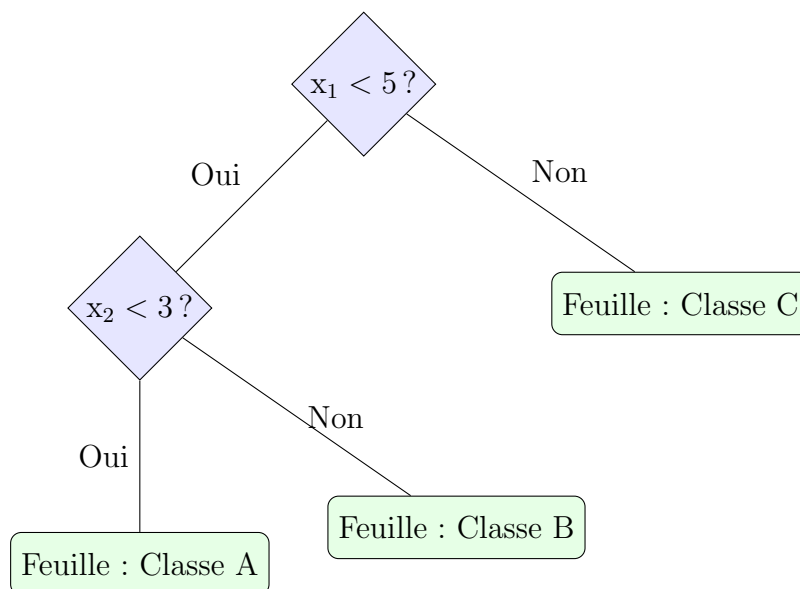 x₁ < 5 ?
Oui
Non
x₂ < 3 ?
Feuille : Classe C
Oui
Non
Feuille : Classe B
Feuille : Classe A